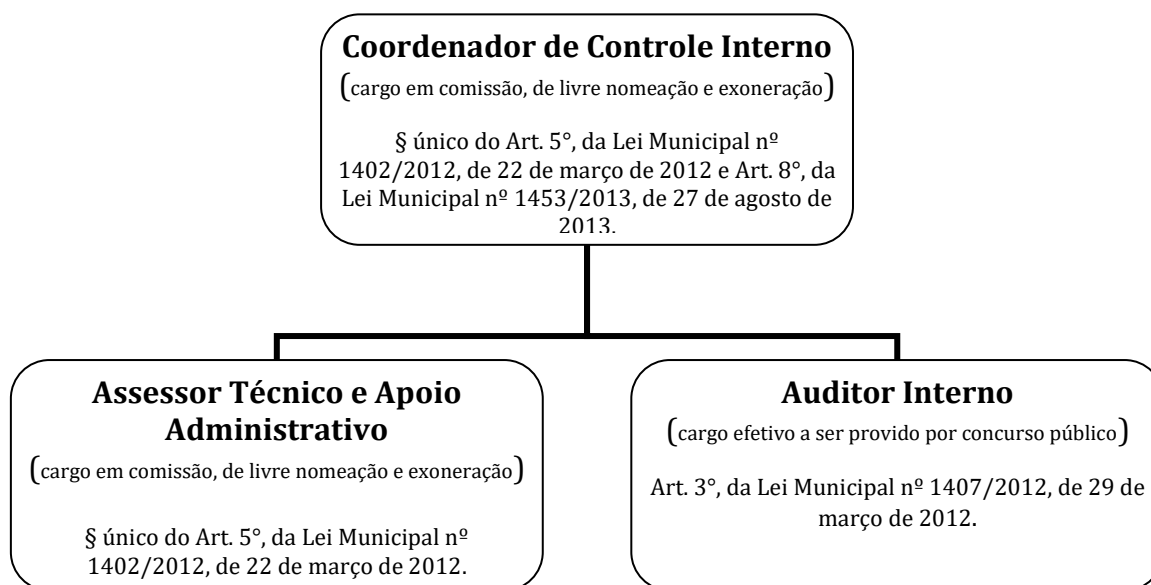 Coordenador de Controle Interno
(cargo em comissão, de livre nomeação e exoneração)
§ único do Art. 5°, da Lei Municipal nº
1402/2012, de 22 de março de 2012 e Art. 8°, da
Lei Municipal nº 1453/2013, de 27 de agosto de
2013.
Assessor Técnico e Apoio
Administrativo
(cargo em comissão, de livre nomeação e exoneração)
§ único do Art. 5°, da Lei Municipal nº
1402/2012, de 22 de março de 2012.
Auditor Interno
(cargo efetivo a ser provido por concurso público)
Art. 3°, da Lei Municipal nº 1407/2012, de 29 de
março de 2012.